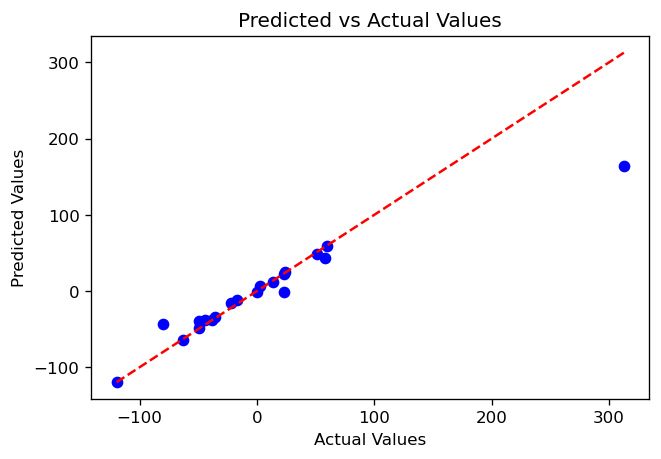 Predicted vs Actual Values
Predicted Values
300
200
100
0
−100
−100 0 100 200 300
Actual Values